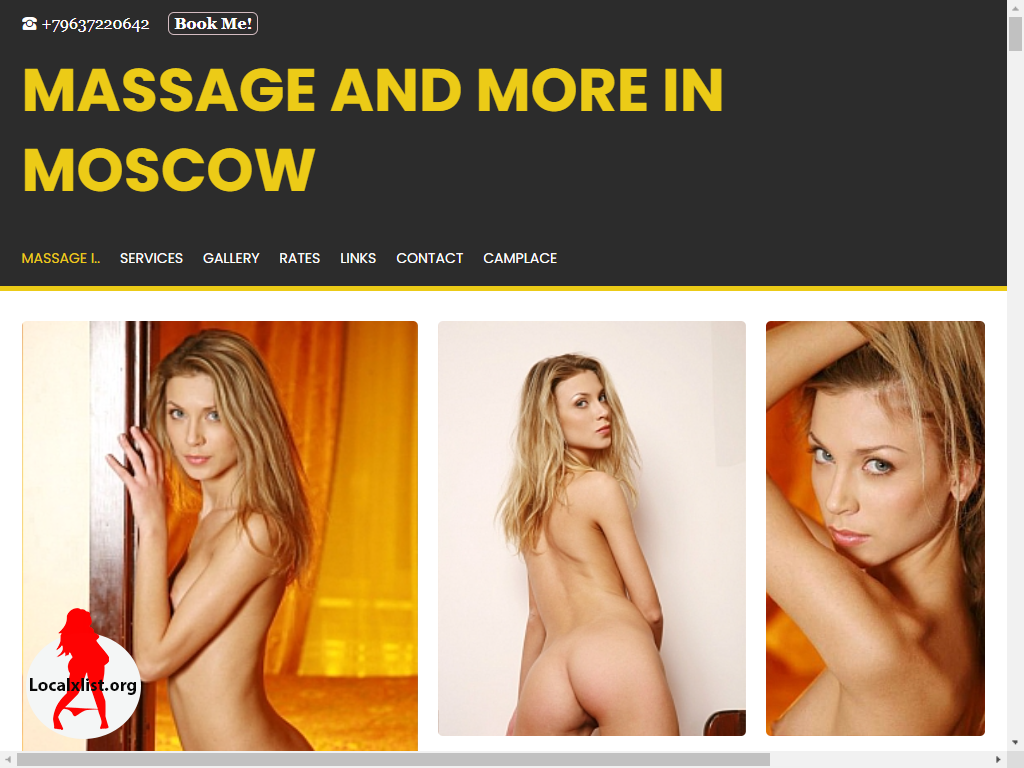 +79637220642 Book Me!
MASSAGE AND MORE IN
MOSCOW
MASSAGE I.. SERVICES GALLERY RATES LINKS CONTACT CAMPLACE
Localxlist.org